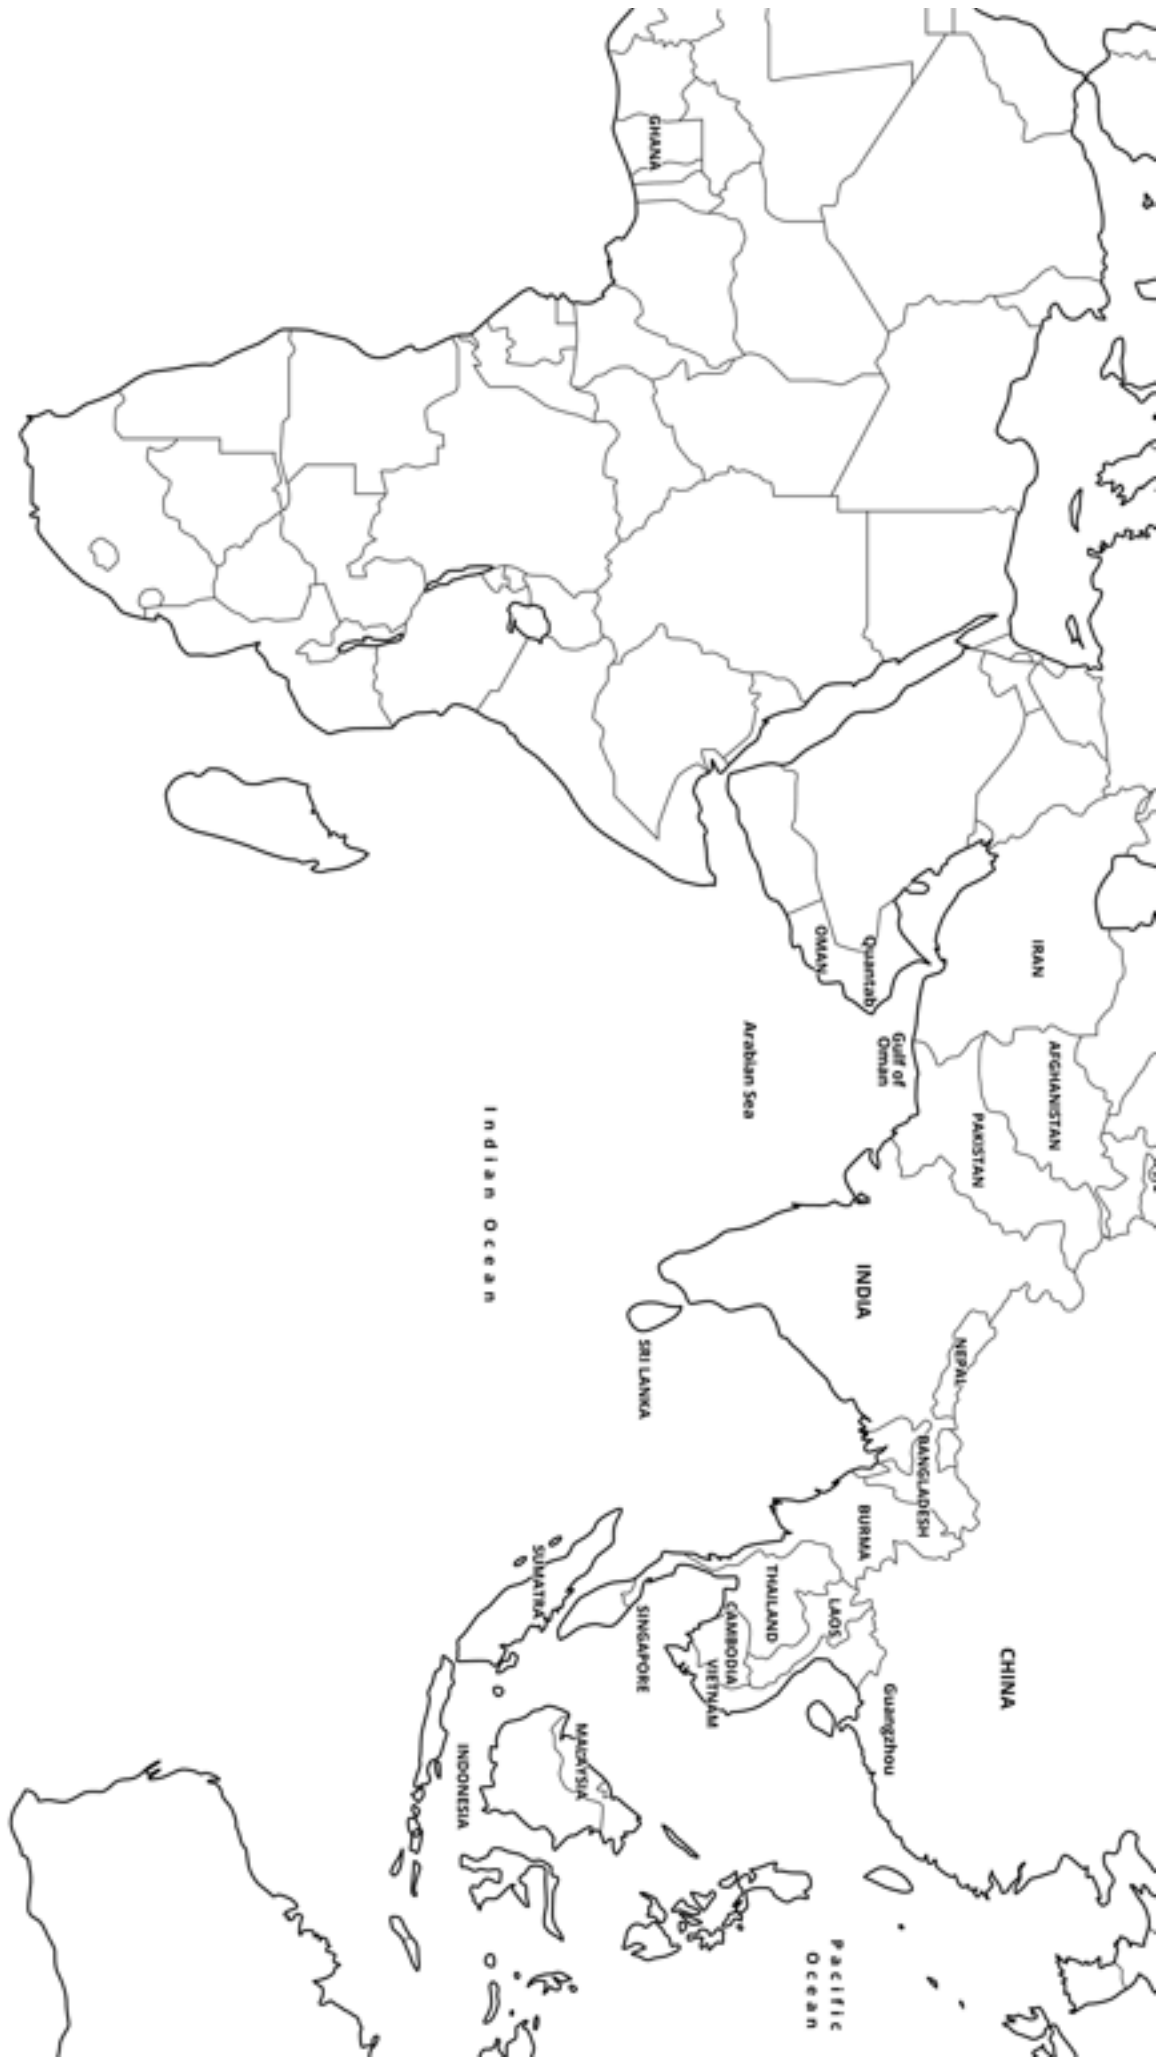 GHANA
IRAN
AFGHANISTAN
PAKISTAN
OMAN
Quantab
Gulf of
Oman
Arabian Sea
Indian Ocean
INDIA
NEPAL
SRI LANKA
BANGLADESH
BURMA
CHINA
THAILAND
LAOS
CAMBODIA
VIETNAM
Guangzhou
SUMATRA
SINGAPORE
MALAYSIA
INDONESIA
Pacific
Ocean